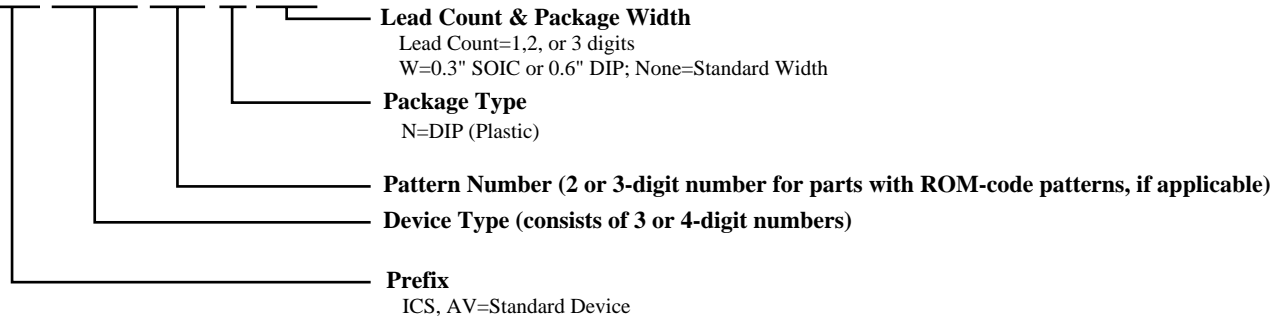 Lead Count & Package Width
Lead Count=1,2, or 3 digits
W=0.3" SOIC or 0.6" DIP; None=Standard Width
Package Type
N=DIP (Plastic)
Pattern Number (2 or 3-digit number for parts with ROM-code patterns, if applicable)
Device Type (consists of 3 or 4-digit numbers)
Prefix
ICS, AV=Standard Device